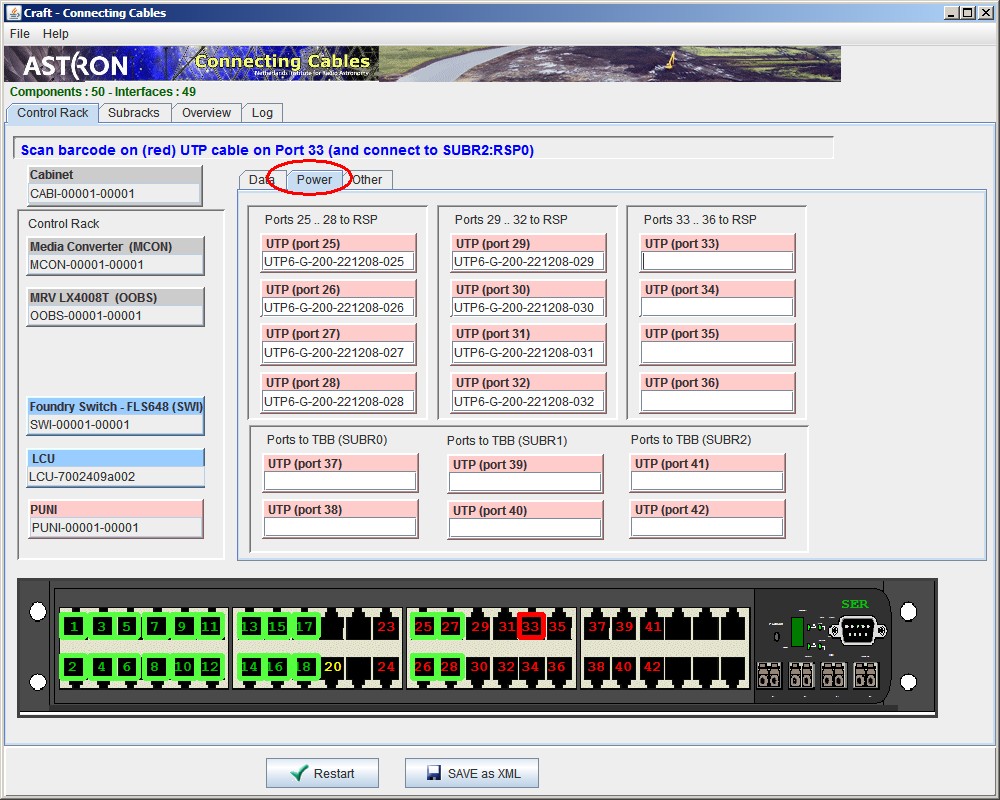 Craft - Connecting Cables
File Help
ASTRON
Connecting Cables
Netherlands Institute for Radio Astronomy
Components : 50 - Interfaces : 49
Control Rack Subracks Overview Log
Scan barcode on (red) UTP cable on Port 33 (and connect to SUBR2:RSP0)
Cabinet
CABI-00001-00001
Control Rack
Media Converter (MCON)
MCON-00001-00001
MRV LX4008T (OOBS)
OOBS-00001-00001
Foundry Switch - FLS648 (SWI)
SWI-00001-00001
LCU
LCU-7002409a002
PUNI
PUNI-00001-00001
Data Power Other
Ports 25 .. 28 to RSP
UTP (port 25)
UTP6-G-200-221208-025
UTP (port 26)
UTP6-G-200-221208-026
UTP (port 27)
UTP6-G-200-221208-027
UTP (port 28)
UTP6-G-200-221208-028
Ports 29 .. 32 to RSP
UTP (port 29)
UTP6-G-200-221208-029
UTP (port 30)
UTP6-G-200-221208-030
UTP (port 31)
UTP6-G-200-221208-031
UTP (port 32)
UTP6-G-200-221208-032
Ports 33 .. 36 to RSP
UTP (port 33)
UTP (port 34)
UTP (port 35)
UTP (port 36)
Ports to TBB (SUBR0)
UTP (port 37)
UTP (port 38)
Ports to TBB (SUBR1)
UTP (port 39)
UTP (port 40)
Ports to TBB (SUBR2)
UTP (port 41)
UTP (port 42)
1 3 5 7 9 11 13 15 17 23 25 27 29 31 33 35 37 39 41
2 4 6 8 10 12 14 16 18 20 24 26 28 30 32 34 36 38 40 42
SER
Restart
SAVE as XML